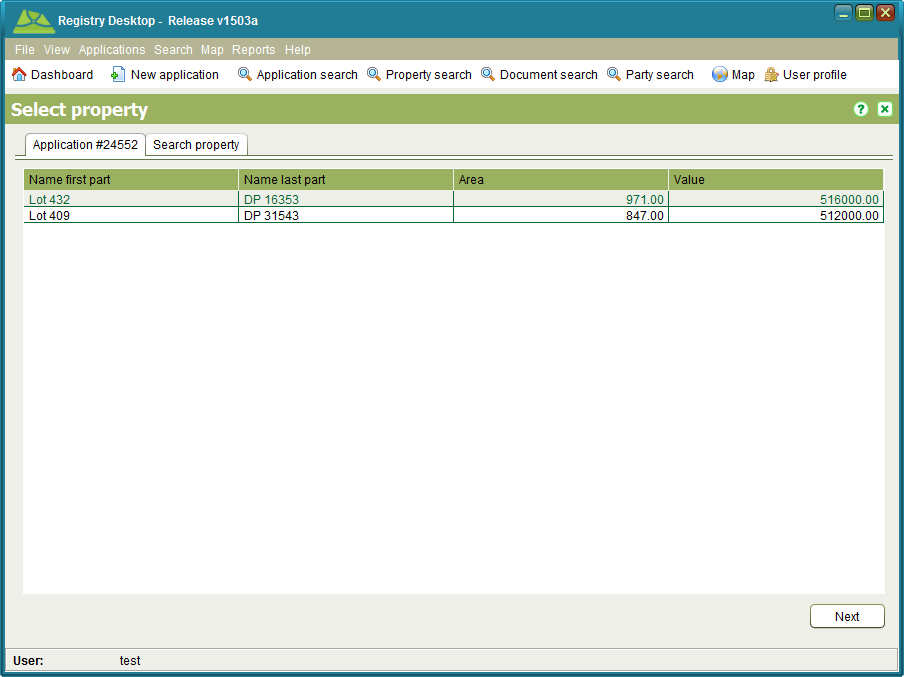 Registry Desktop - Release v1503a
File View Applications Search Map Reports Help
Dashboard New application Application search Property search Document search Party search Map User profile
Select property
Application #24552 Search property
Name first part Name last part Area Value
Lot 432 DP 16353 971.00 516000.00
Lot 409 DP 31543 847.00 512000.00
Next
User: test